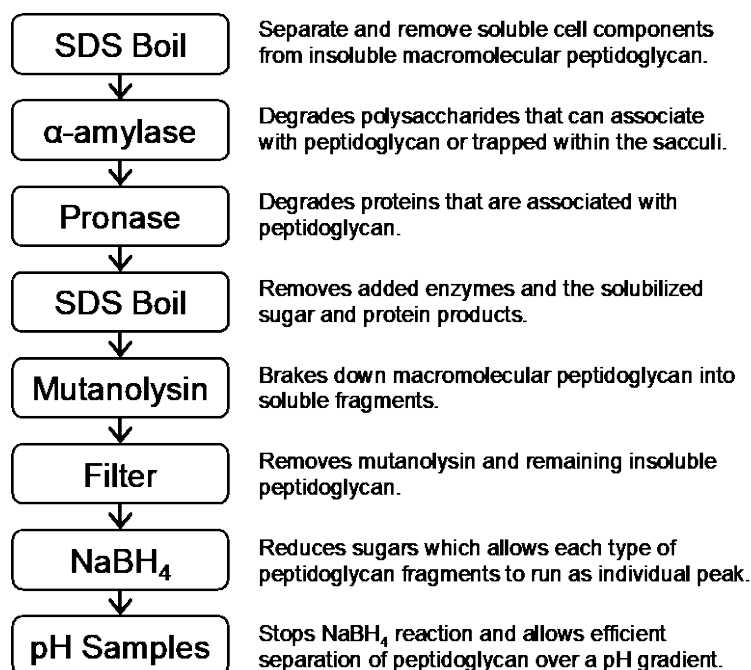 SDS Boil
Separate and remove soluble cell components
from insoluble macromolecular peptidoglycan.
α-amylase
Degrades polysaccharides that can associate
with peptidoglycan or trapped within the sacculi.
Pronase
Degrades proteins that are associated with
peptidoglycan.
SDS Boil
Removes added enzymes and the solubilized
sugar and protein products.
Mutanolysin
Brakes down macromolecular peptidoglycan into
soluble fragments.
Filter
Removes mutanolysin and remaining insoluble
peptidoglycan.
NaBH₄
Reduces sugars which allows each type of
peptidoglycan fragments to run as individual peak.
pH Samples
Stops NaBH₄ reaction and allows efficient
separation of peptidoglycan over a pH gradient.